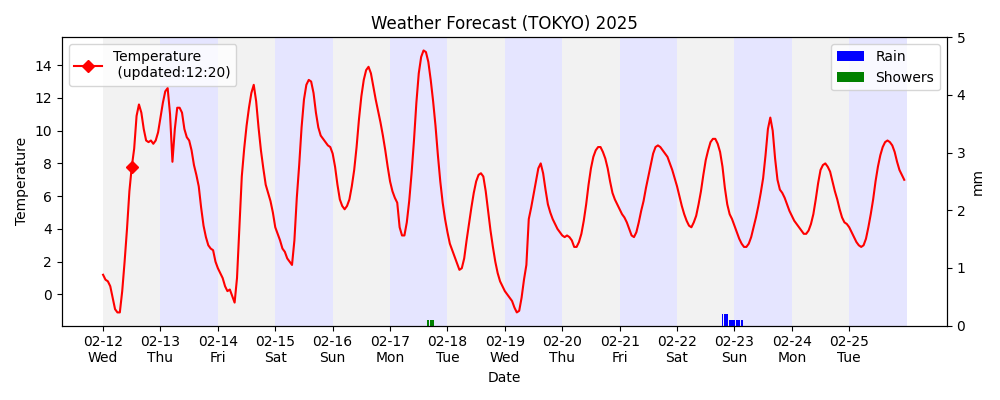 Weather Forecast (TOKYO) 2025
Temperature
(updated:12:20)
Rain
Showers
Temperature
14
12
10
8
6
4
2
0
5
4
3
2
1
0
mm
02-12 02-13 02-14 02-15 02-16 02-17 02-18 02-19 02-20 02-21 02-22 02-23 02-24 02-25
Wed Thu Fri Sat Sun Mon Tue Wed Thu Fri Sat Sun Mon Tue
Date